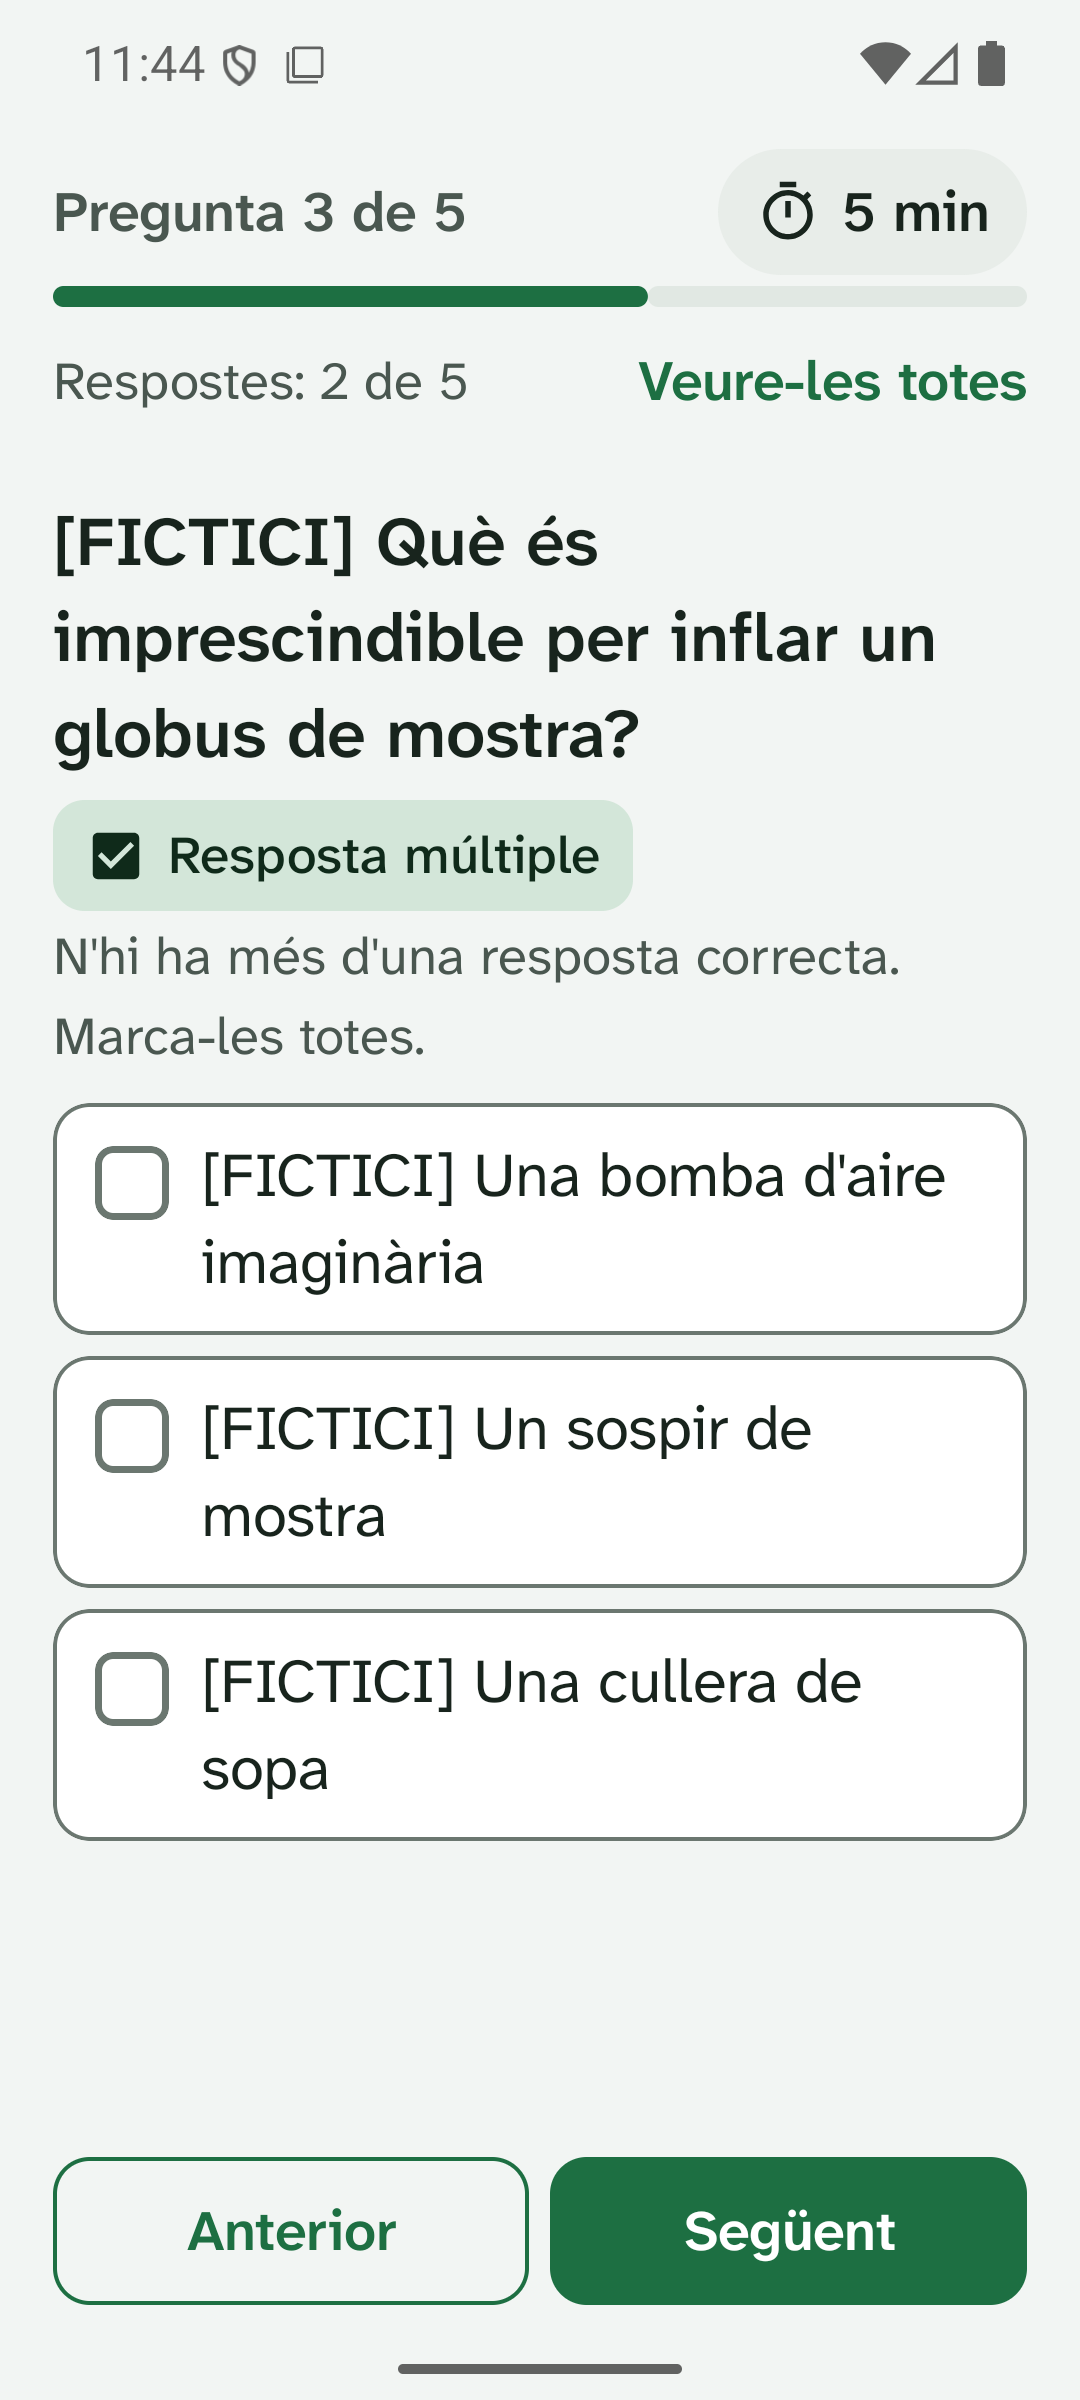 11:44
Pregunta 3 de 5
5 min
Respostes: 2 de 5
Veure-les totes
[FICTICI] Què és
imprescindible per inflar un
globus de mostra?
Resposta múltiple
N'hi ha més d'una resposta correcta.
Marca-les totes.
[FICTICI] Una bomba d'aire
imaginària
[FICTICI] Un sospir de
mostra
[FICTICI] Una cullera de
sopa
Anterior
Següent